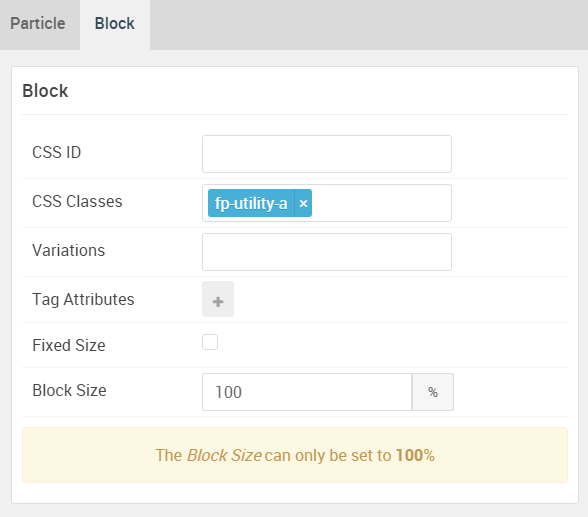 Particle Block
Block
CSS ID
CSS Classes fp-utility-a ×
Variations
Tag Attributes +
Fixed Size
Block Size 100 %
The Block Size can only be set to 100%